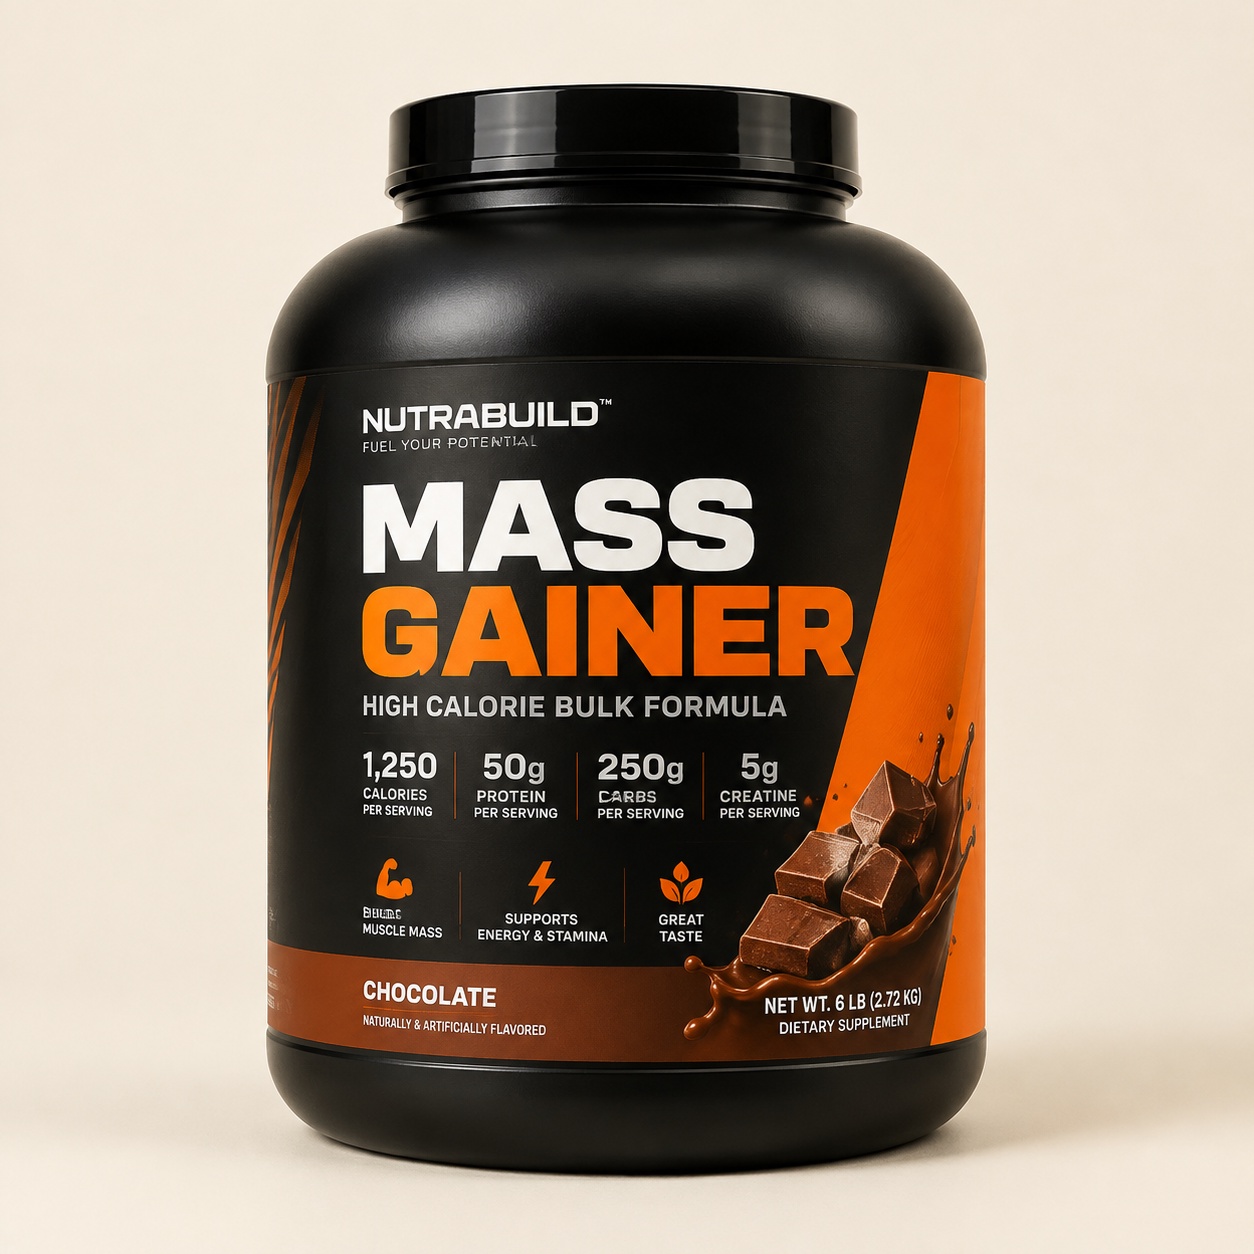 NUTRABUILD™
FUEL YOUR POTENTIAL
MASS
GAINER
HIGH CALORIE BULK FORMULA
1,250
CALORIES
PER SERVING
50g
PROTEIN
PER SERVING
250g
CARBS
PER SERVING
5g
CREATINE
PER SERVING
MUSCLE MASS
SUPPORTS
ENERGY & STAMINA
GREAT
TASTE
CHOCOLATE
NATURALLY & ARTIFICIALLY FLAVORED
NET WT. 6 LB (2.72 KG)
DIETARY SUPPLEMENT